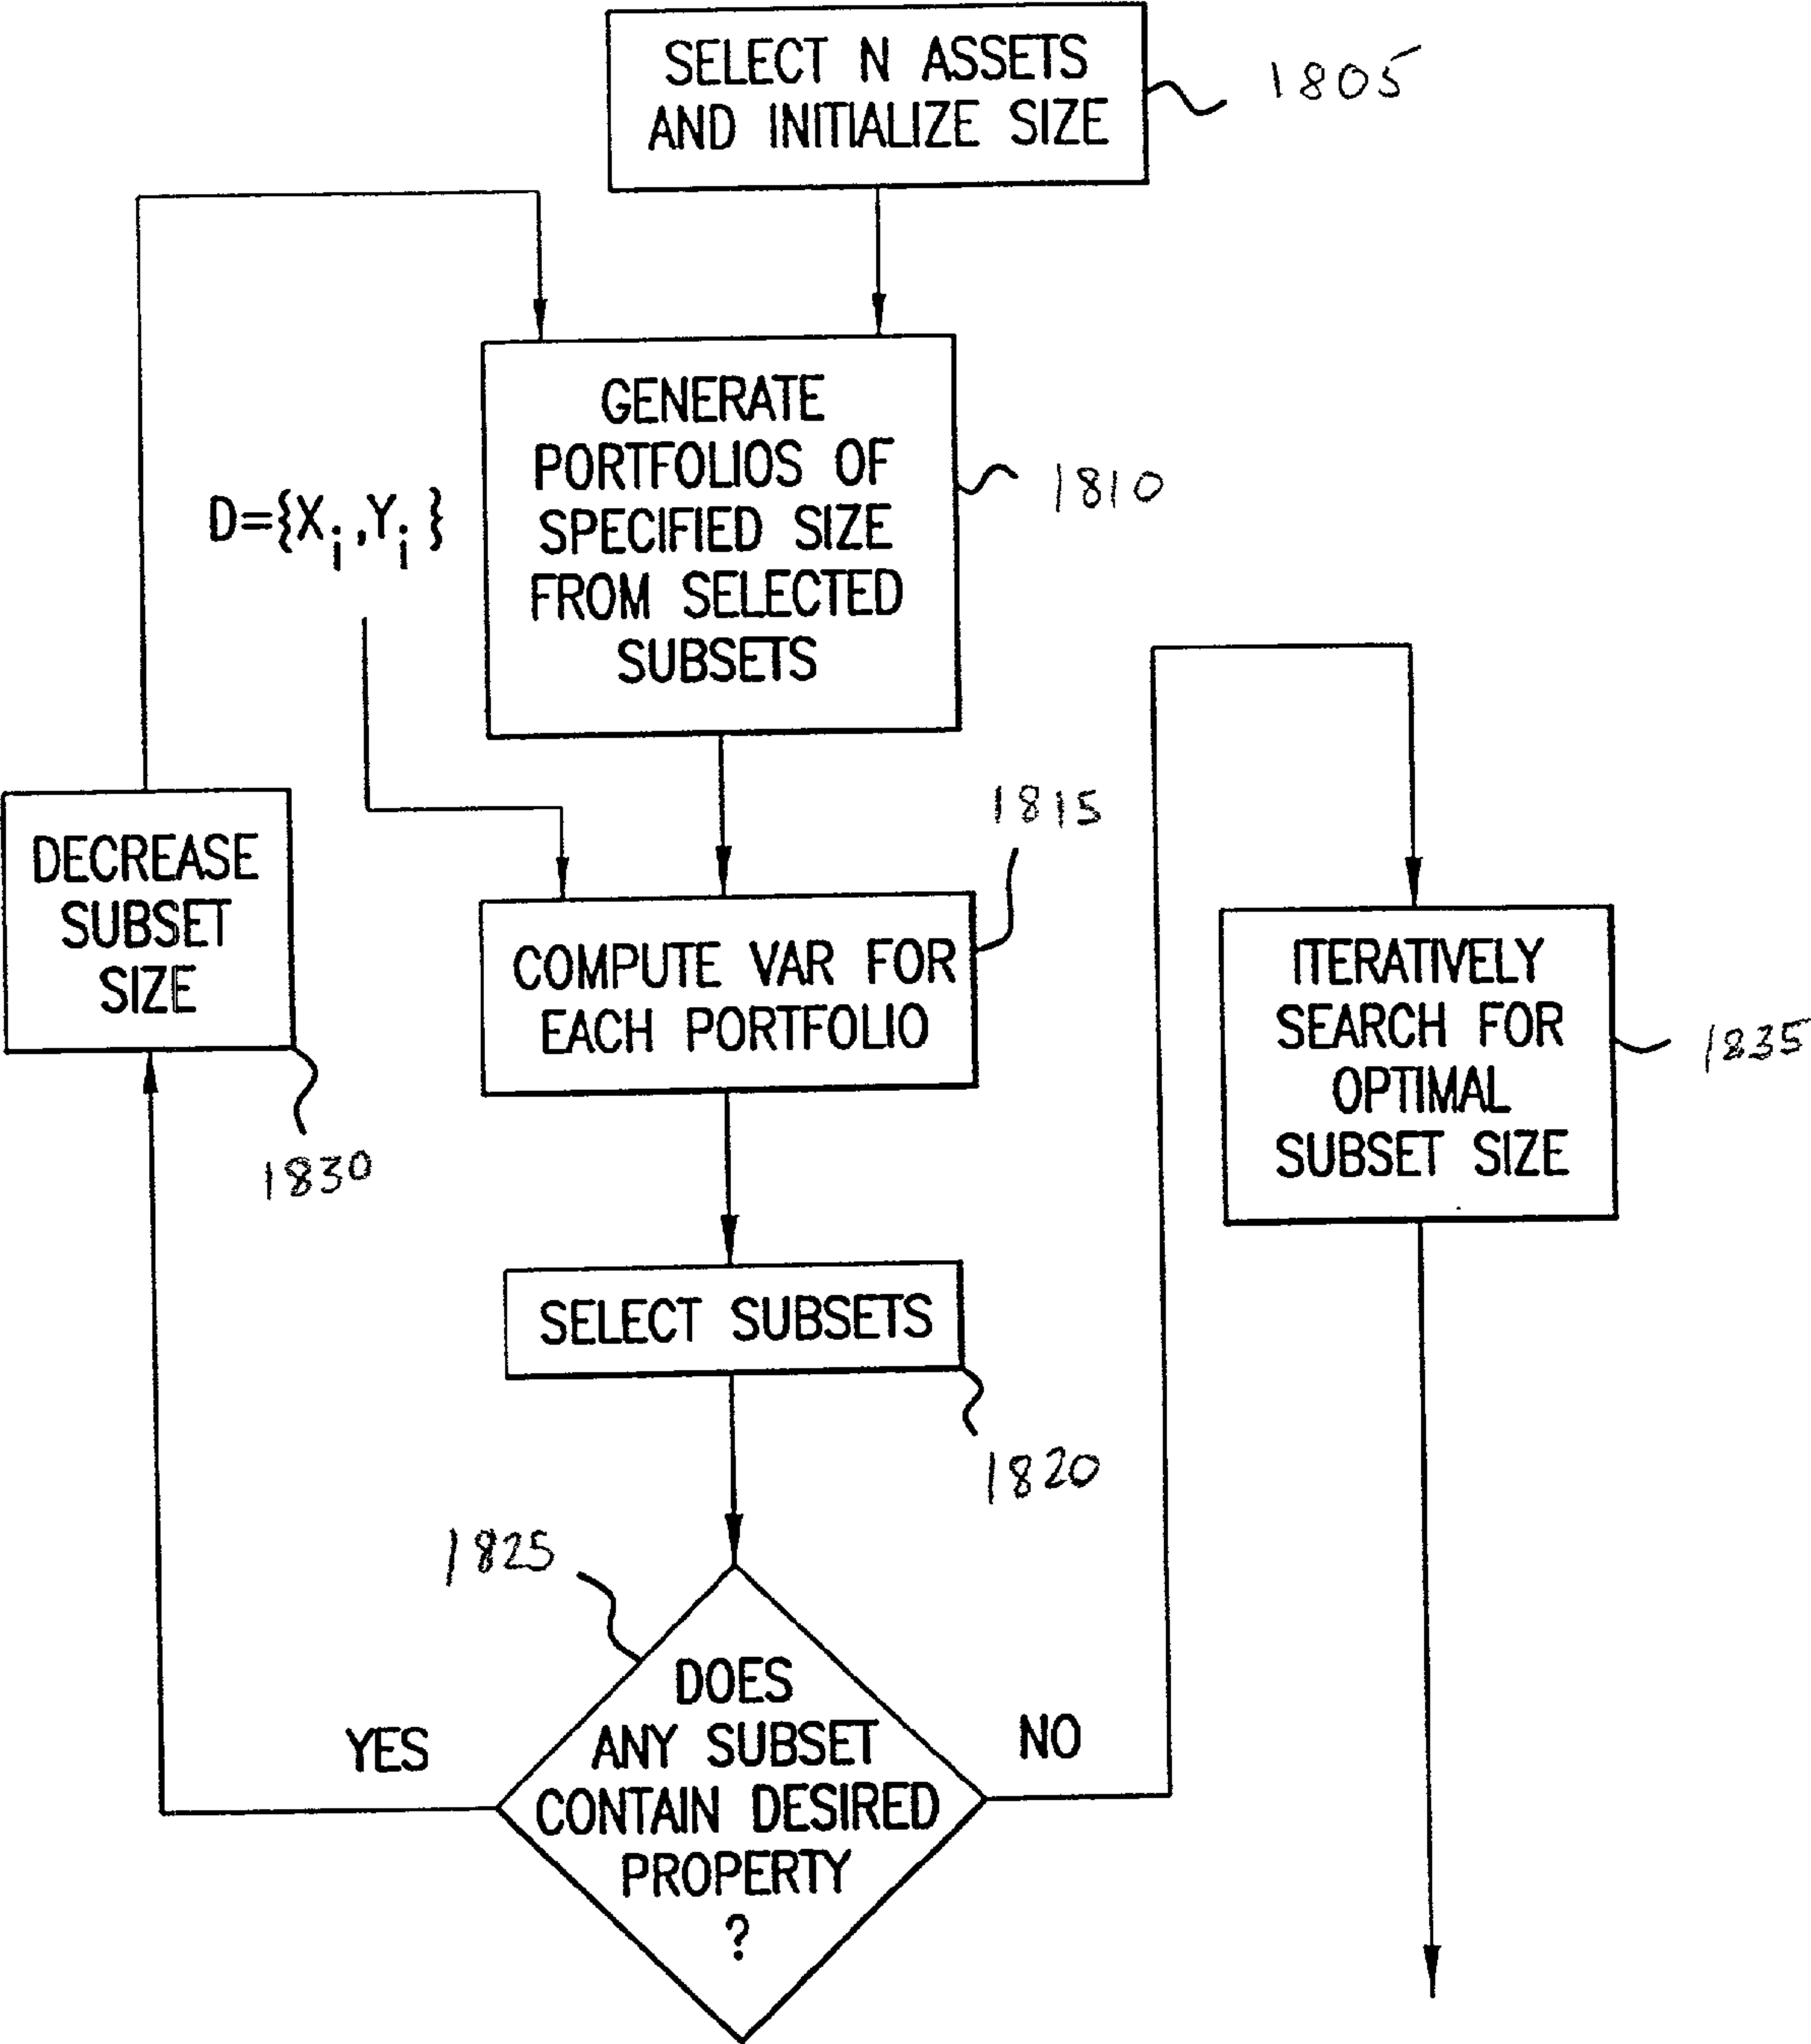 SELECT N ASSETS
AND INITIALIZE SIZE
1805
GENERATE
PORTFOLIOS OF
SPECIFIED SIZE
FROM SELECTED
SUBSETS
1810
D={Xi,Yi}
DECREASE
SUBSET
SIZE
1830
1815
COMPUTE VAR FOR
EACH PORTFOLIO
ITERATIVELY
SEARCH FOR
OPTIMAL
SUBSET SIZE
1835
SELECT SUBSETS
1820
1825
DOES
ANY SUBSET
CONTAIN DESIRED
PROPERTY
?
YES
NO